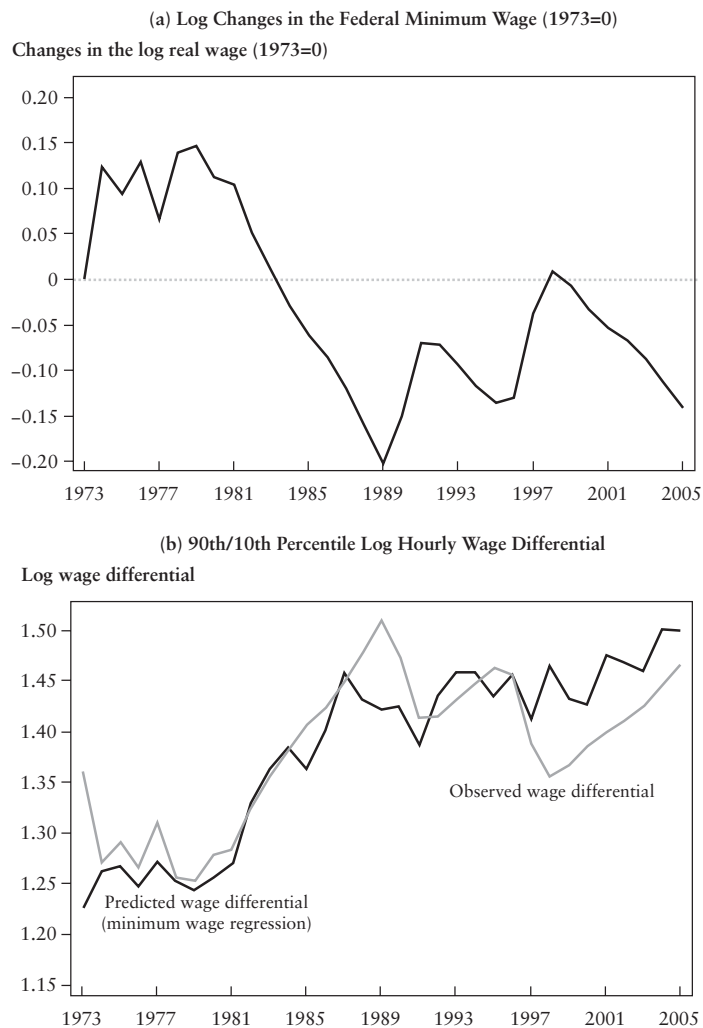 (a) Log Changes in the Federal Minimum Wage (1973=0)
Changes in the log real wage (1973=0)
0.20
0.15
0.10
0.05
0
–0.05
–0.10
–0.15
–0.20
1973 1977 1981 1985 1989 1993 1997 2001 2005
(b) 90th/10th Percentile Log Hourly Wage Differential
Log wage differential
1.50
1.45
1.40
1.35
Observed wage differential
1.30
1.25
Predicted wage differential
(minimum wage regression)
1.20
1.15
1973 1977 1981 1985 1989 1993 1997 2001 2005